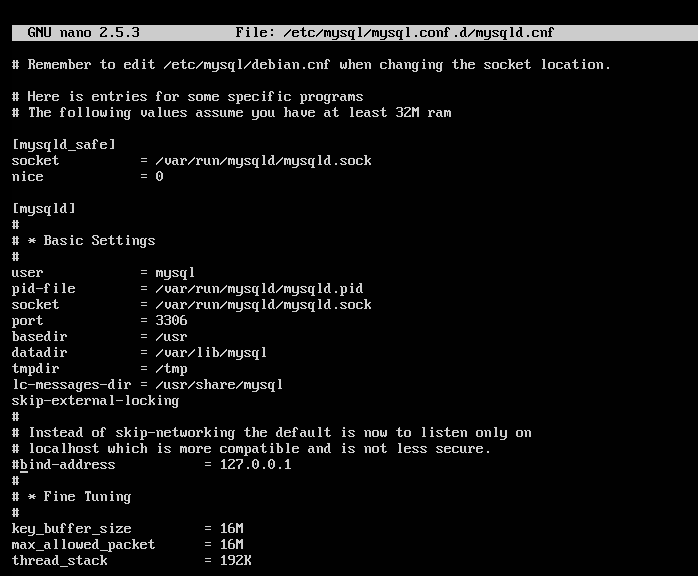 GNU nano 2.5.3 File: /etc/mysql/mysql.conf.d/mysqld.cnf
# Remember to edit /etc/mysql/debian.cnf when changing the socket location.
# Here is entries for some specific programs
# The following values assume you have at least 32M ram
[mysqld_safe]
socket = /var/run/mysqld/mysqld.sock
nice = 0
[mysqld]
#
# * Basic Settings
#
user = mysql
pid-file = /var/run/mysqld/mysqld.pid
socket = /var/run/mysqld/mysqld.sock
port = 3306
basedir = /usr
datadir = /var/lib/mysql
tmpdir = /tmp
lc-messages-dir = /usr/share/mysql
skip-external-locking
#
# Instead of skip-networking the default is now to listen only on
# localhost which is more compatible and is not less secure.
#bind-address = 127.0.0.1
#
# * Fine Tuning
#
key_buffer_size = 16M
max_allowed_packet = 16M
thread_stack = 192K